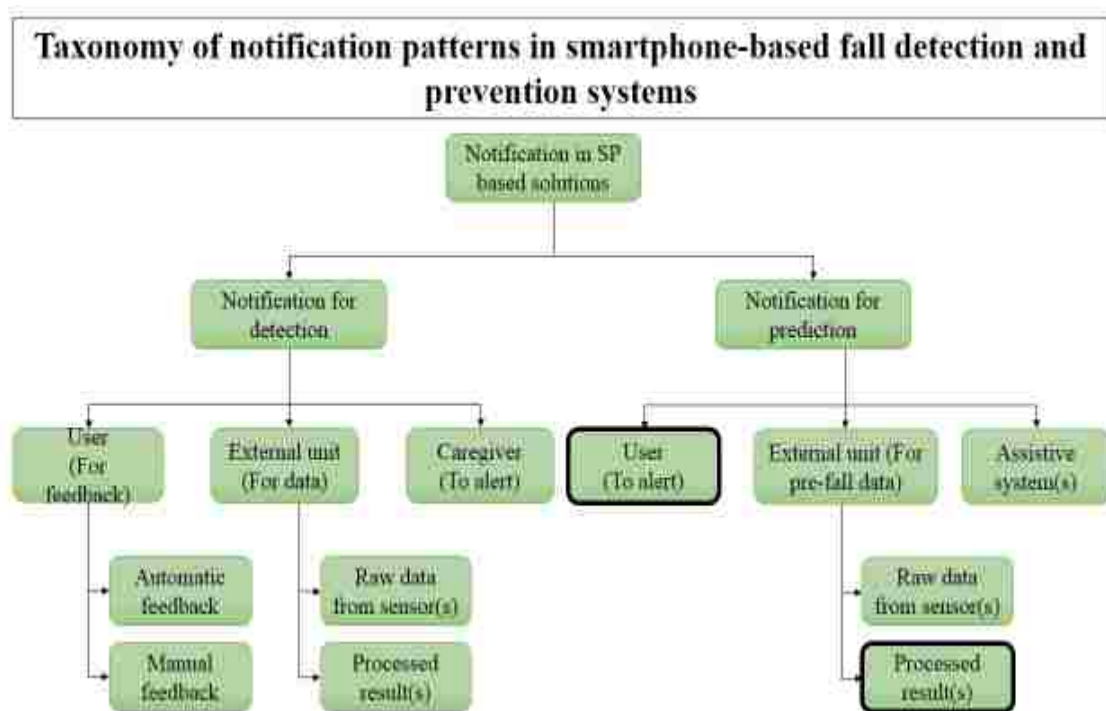 Taxonomy of notification patterns in smartphone-based fall detection and
prevention systems
Notification in SP
based solutions
Notification for
detection
Notification for
prediction
User
(For
feedback)
External unit
(For data)
Caregiver
(To alert)
User
(To alert)
External unit (For
pre-fall data)
Assistive
system(s)
Automatic
feedback
Manual
feedback
Raw data
from sensor(s)
Processed
result(s)
Raw data
from sensor(s)
Processed
result(s)